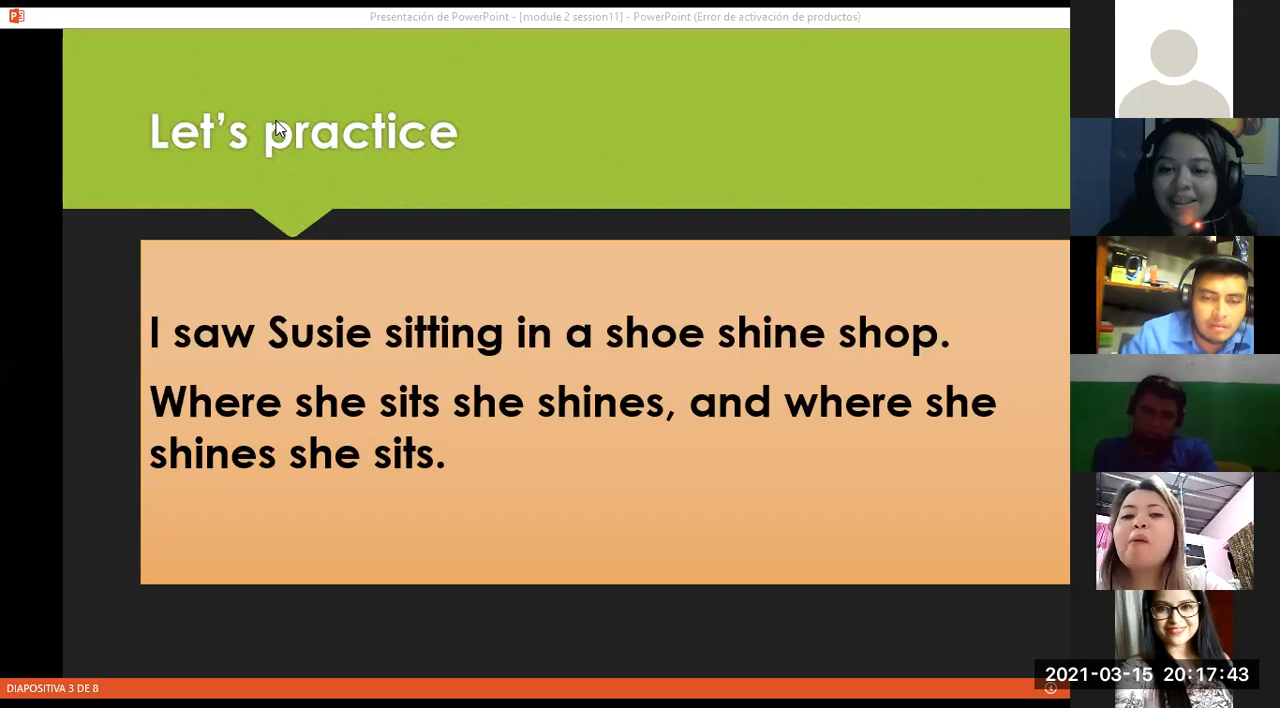 Presentación de PowerPoint - [module 2 session11] - PowerPoint (Error de activación de productos)
Let's practice
I saw Susie sitting in a shoe shine shop.
Where she sits she shines, and where she
shines she sits.
2021-03-15 20:17:43
DIAPOSITIVA 3 DE 8